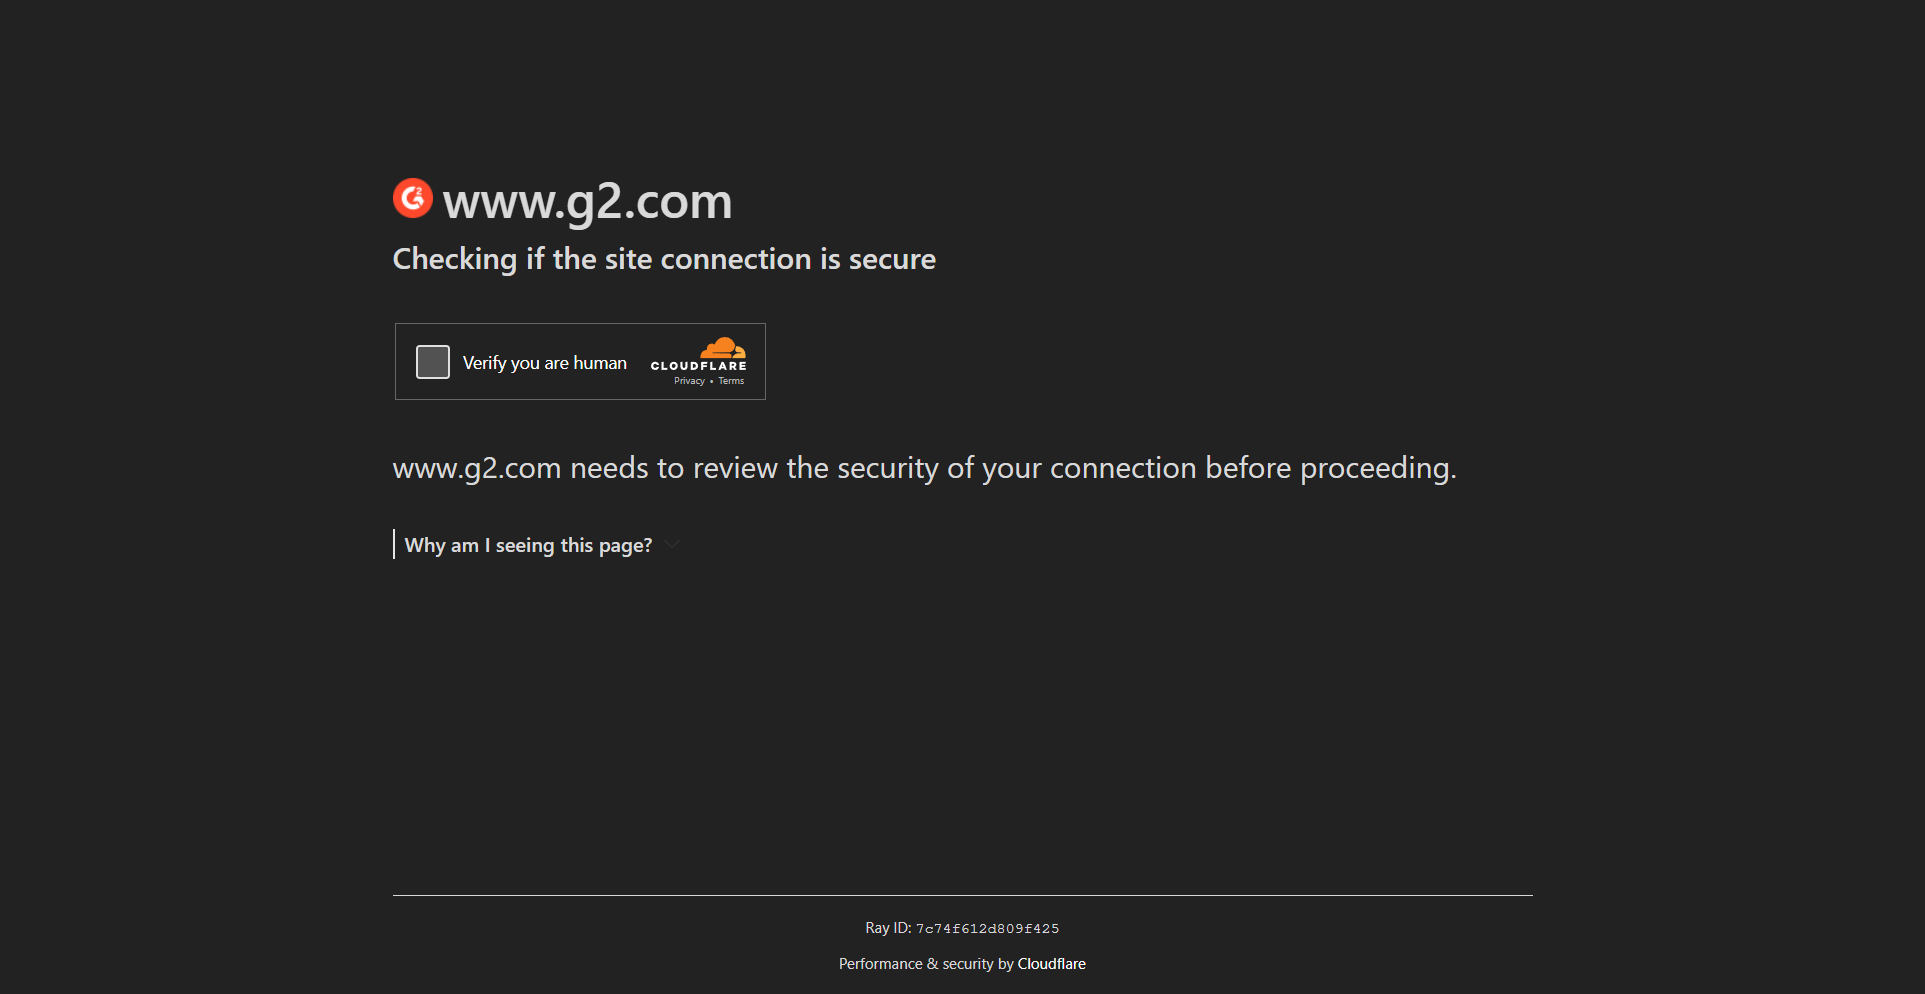 www.g2.com
Checking if the site connection is secure
Verify you are human
CLOUDFLARE
Privacy • Terms
www.g2.com needs to review the security of your connection before proceeding.
Why am I seeing this page?
Ray ID: 7c74f612d809f425
Performance & security by Cloudflare